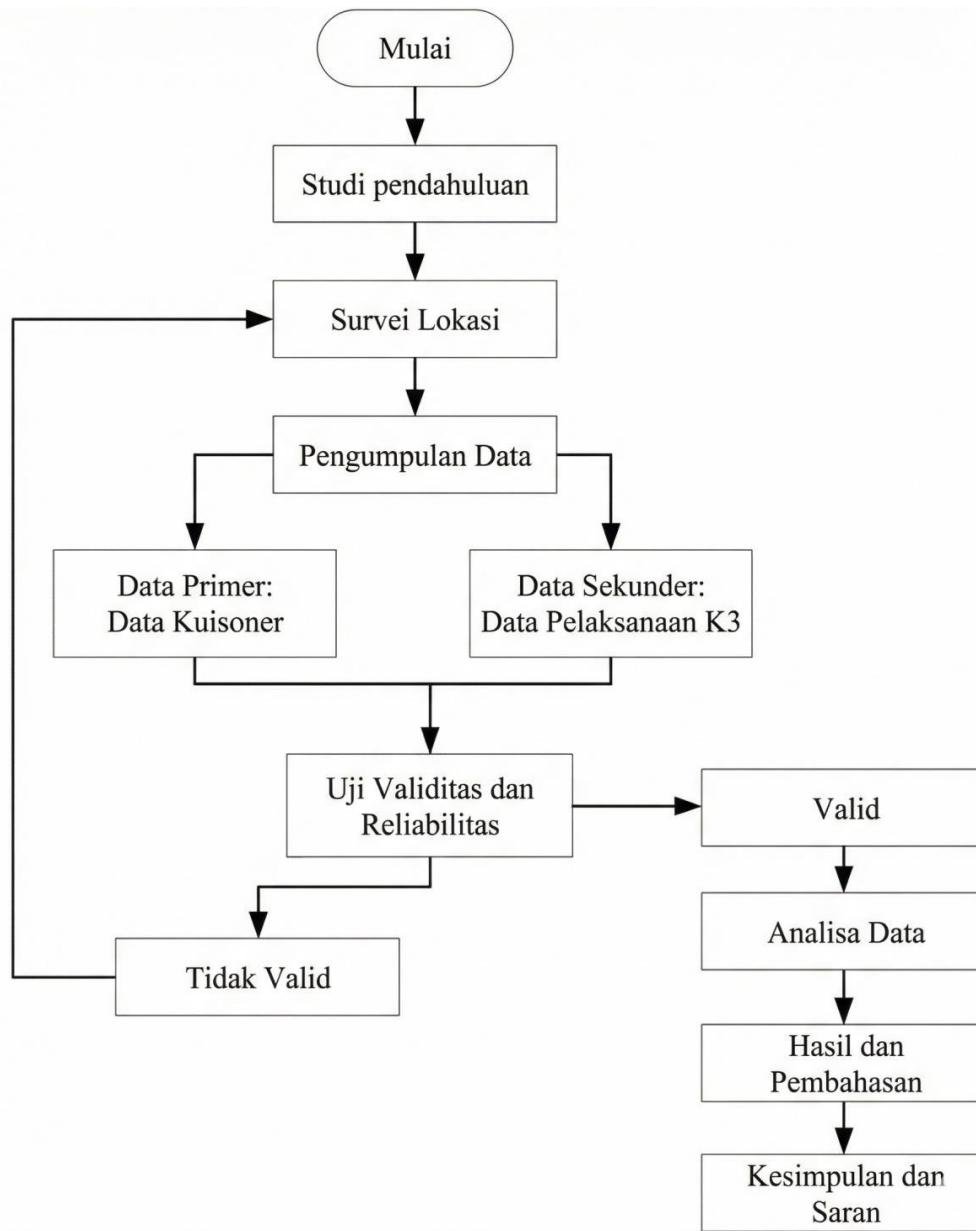 Mulai
Studi pendahuluan
Survei Lokasi
Pengumpulan Data
Data Primer:
Data Kuisoner
Data Sekunder:
Data Pelaksanaan K3
Uji Validitas dan
Reliabilitas
Valid
Tidak Valid
Analisa Data
Hasil dan
Pembahasan
Kesimpulan dan
Saran